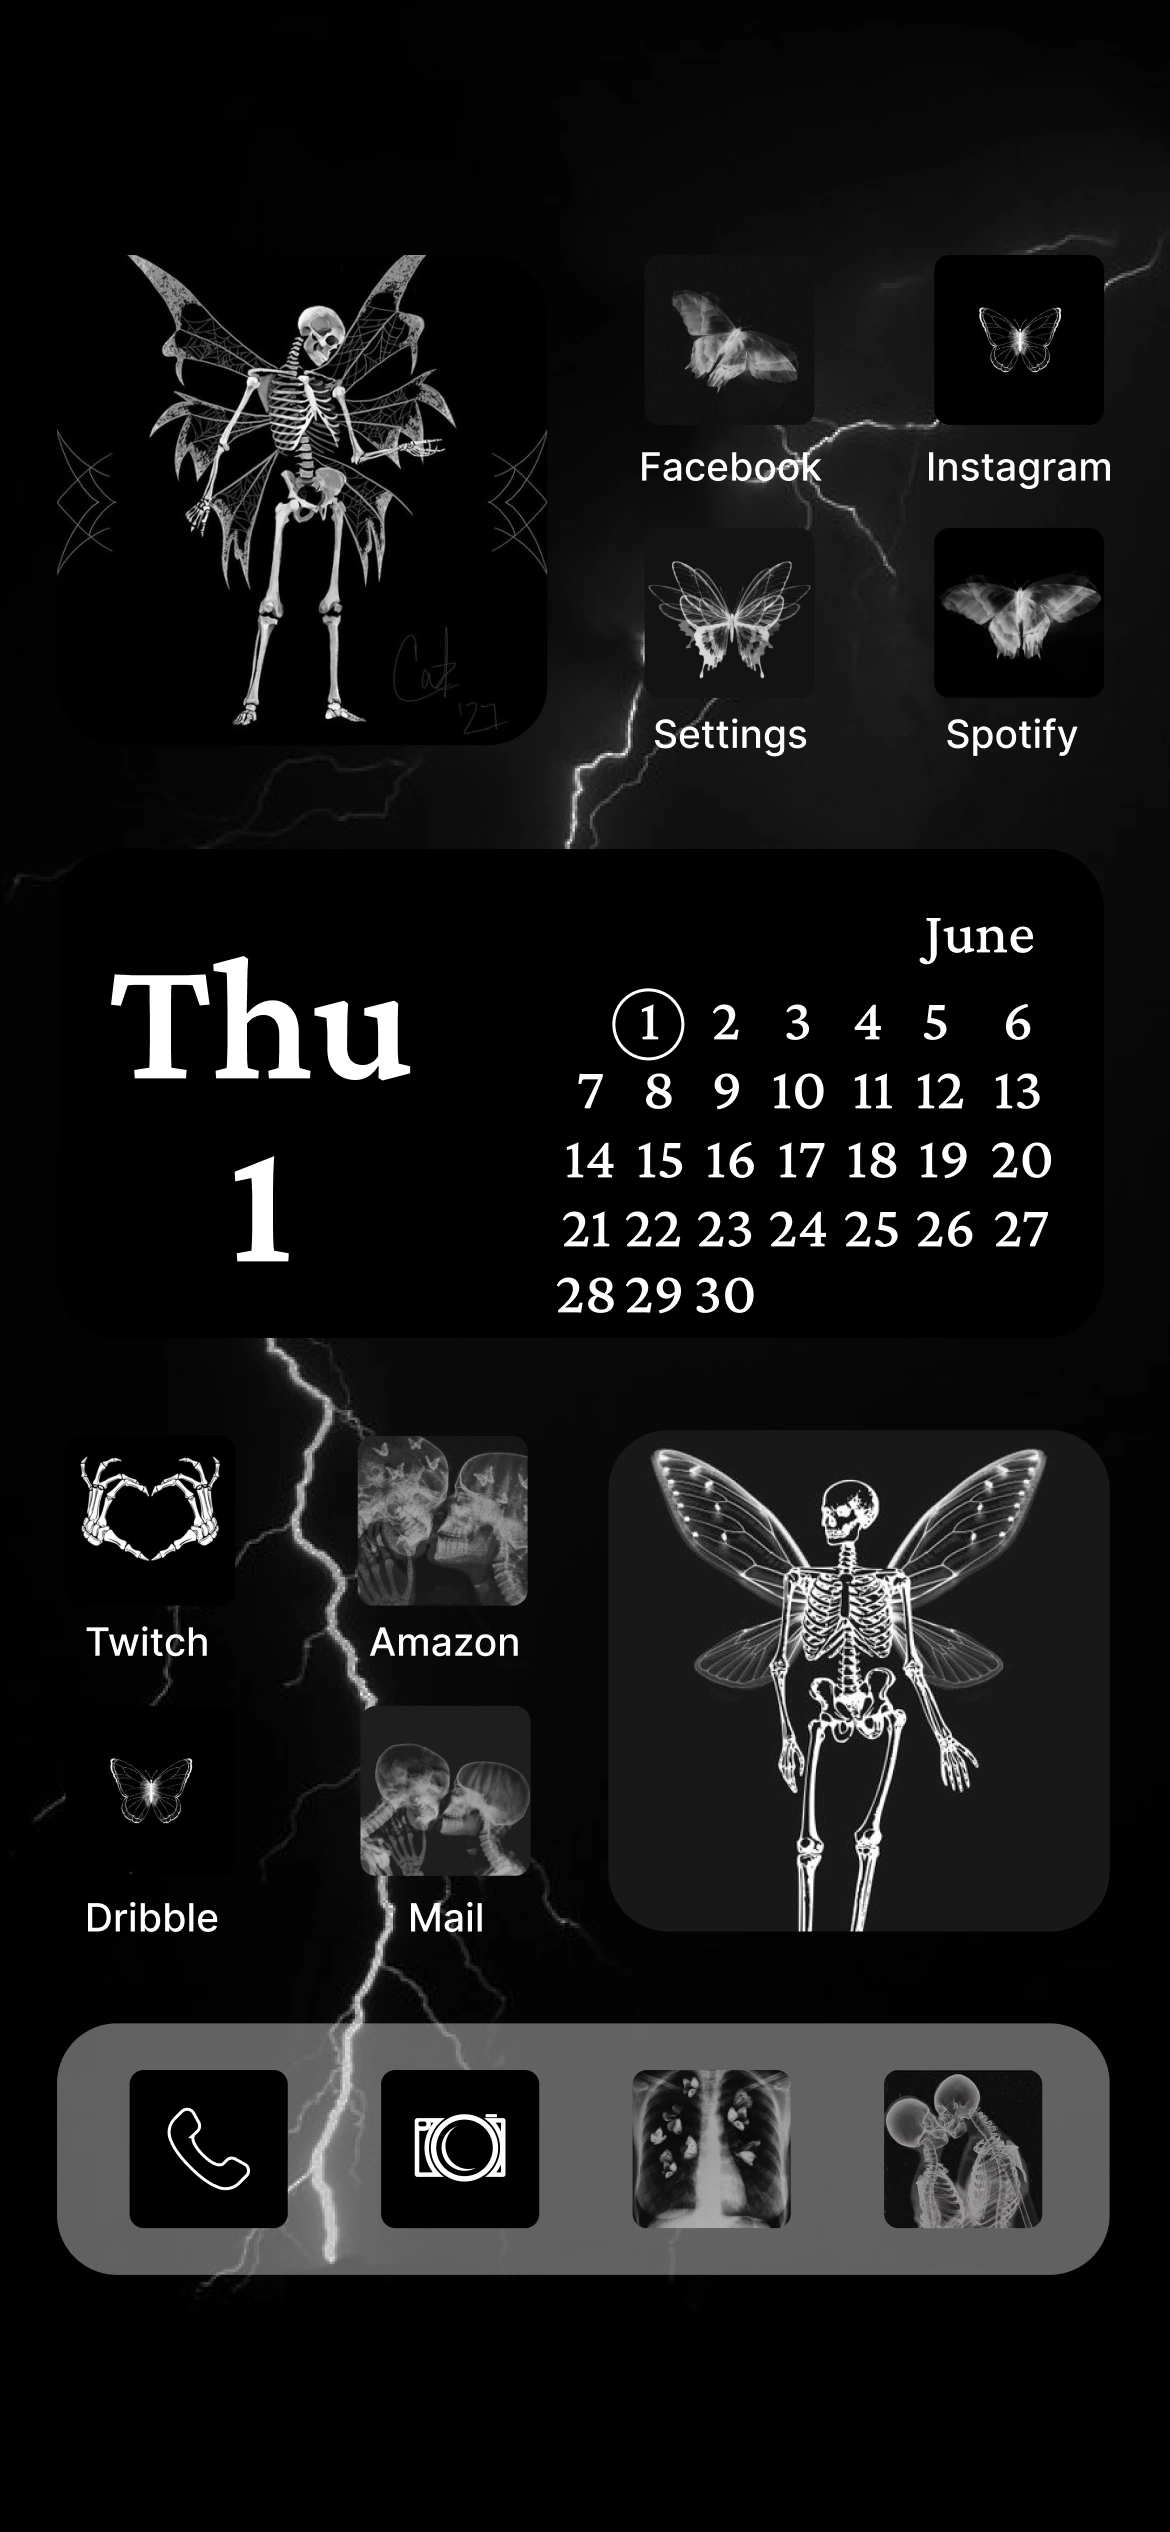 Cat
'27
Facebook Instagram
Settings Spotify
Thu
1
June
1 2 3 4 5 6
7 8 9 10 11 12 13
14 15 16 17 18 19 20
21 22 23 24 25 26 27
28 29 30
Twitch Amazon
Dribble Mail